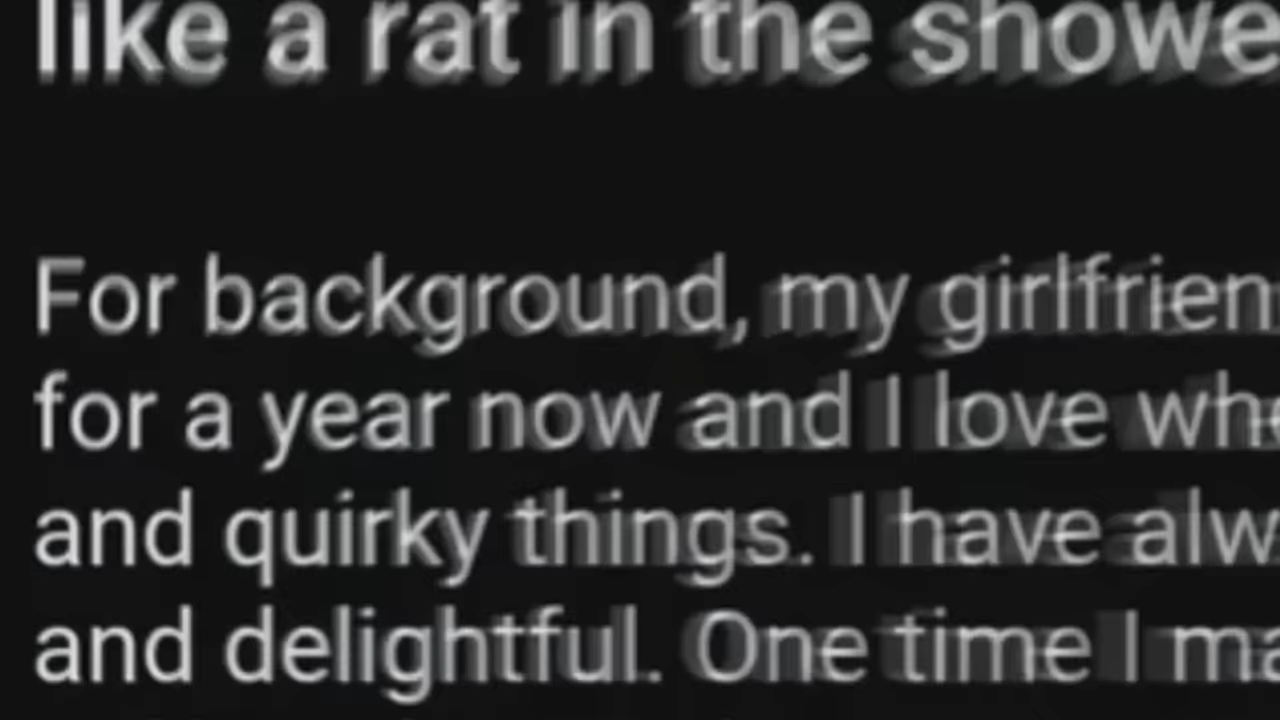 like a rat in the showe
For background, my girlfrien
for a year now and I love whe
and quirky things. I have alw
and delightful. One time I ma